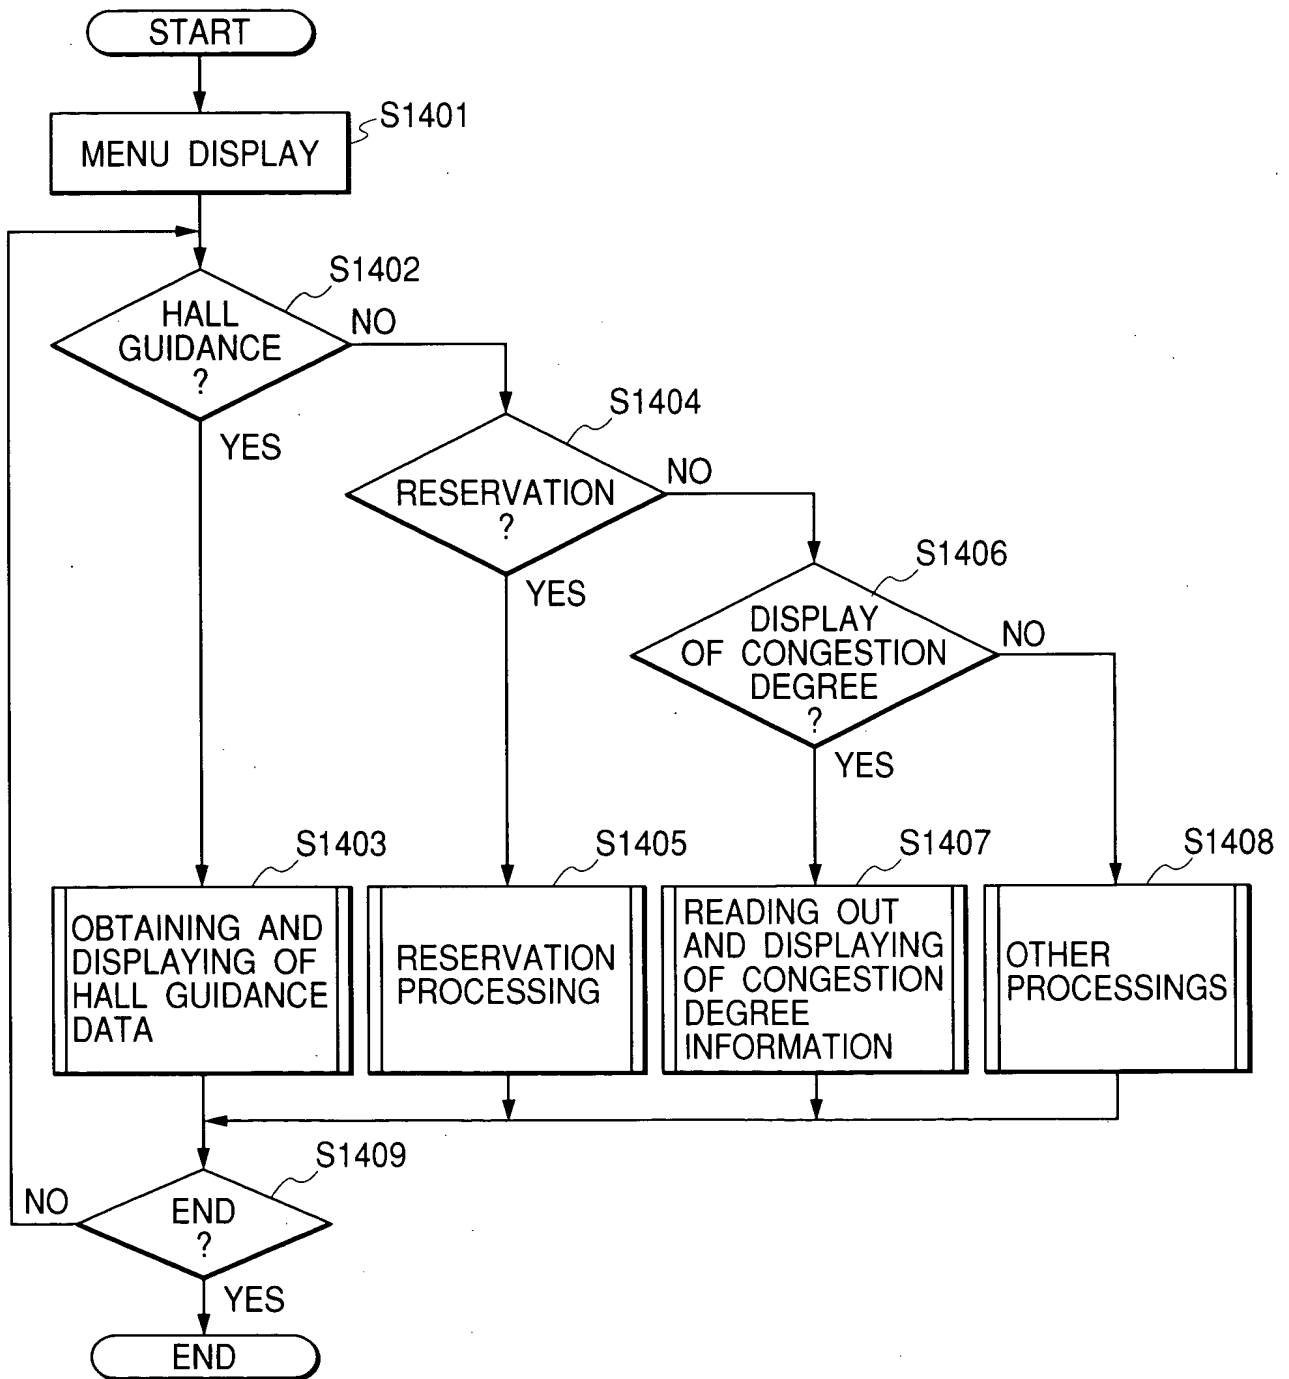 START
S1401
MENU DISPLAY
S1402
HALL
GUIDANCE
?
NO
YES
S1404
RESERVATION
?
NO
YES
S1406
DISPLAY
OF CONGESTION
DEGREE
?
NO
YES
S1403
OBTAINING AND
DISPLAYING OF
HALL GUIDANCE
DATA
S1405
RESERVATION
PROCESSING
S1407
READING OUT
AND DISPLAYING
OF CONGESTION
DEGREE
INFORMATION
S1408
OTHER
PROCESSINGS
S1409
END
?
NO
YES
END